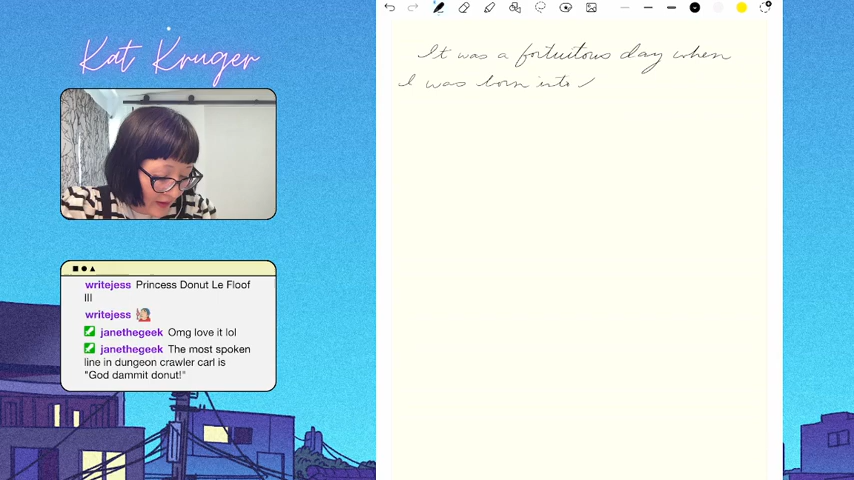 Kat Kruger
It was a fortuitous day when
I was born into
writejess Princess Donut Le Floof
III
writejess
janethegeek Omg love it lol
janethegeek The most spoken
line in dungeon crawler carl is
"God dammit donut!"